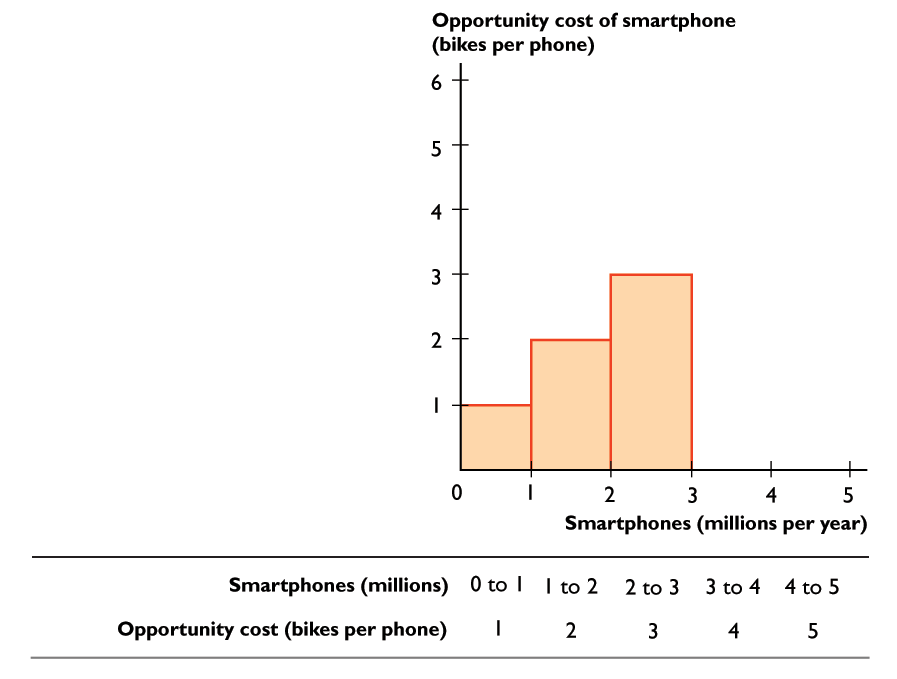 Opportunity cost of smartphone
(bikes per phone)
6
5
4
3
2
1
0 1 2 3 4 5
Smartphones (millions per year)
Smartphones (millions) 0 to 1 1 to 2 2 to 3 3 to 4 4 to 5
Opportunity cost (bikes per phone) 1 2 3 4 5